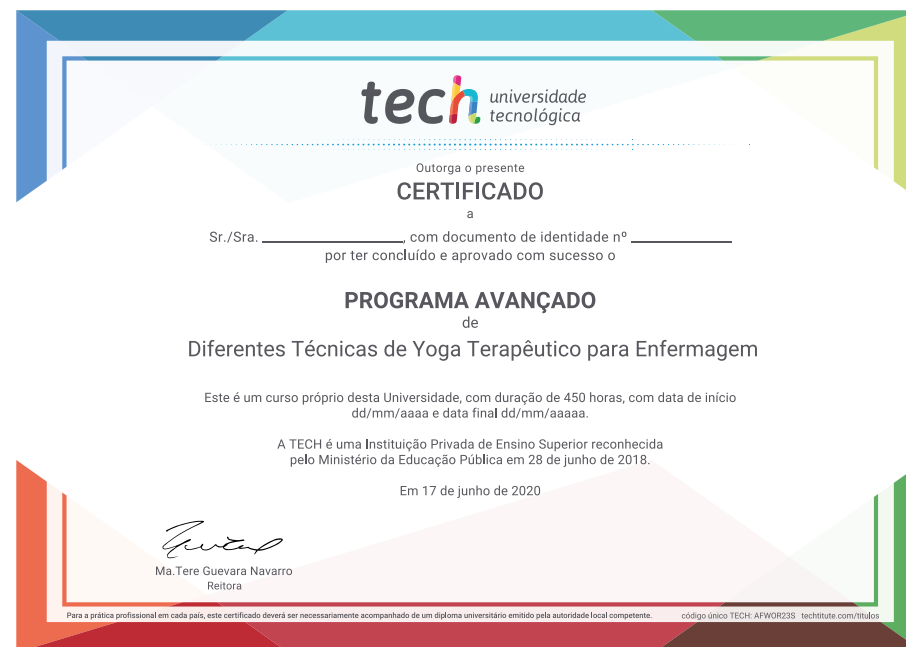 tech universidade
tecnológica
Outorga o presente
CERTIFICADO
a
Sr./Sra. ____________________, com documento de identidade nº ______________
por ter concluído e aprovado com sucesso o
PROGRAMA AVANÇADO
de
Diferentes Técnicas de Yoga Terapêutico para Enfermagem
Este é um curso próprio desta Universidade, com duração de 450 horas, com data de início
dd/mm/aaaa e data final dd/mm/aaaaa.
A TECH é uma Instituição Privada de Ensino Superior reconhecida
pelo Ministério da Educação Pública em 28 de junho de 2018.
Em 17 de junho de 2020
Ma.Tere Guevara Navarro
Reitora
Para a prática profissional em cada país, este certificado deverá ser necessariamente acompanhado de um diploma universitário emitido pela autoridade local competente. código único TECH: AFWOR23S techtitute.com/titulos